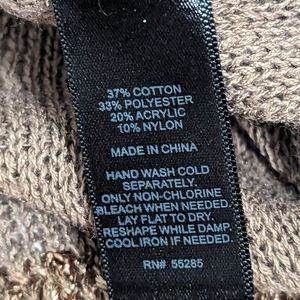 37% COTTON
33% POLYESTER
20% ACRYLIC
10% NYLON
MADE IN CHINA
HAND WASH COLD
SEPARATELY.
ONLY NON-CHLORINE
BLEACH WHEN NEEDED.
LAY FLAT TO DRY.
RESHAPE WHILE DAMP.
COOL IRON IF NEEDED.
RN# 55285